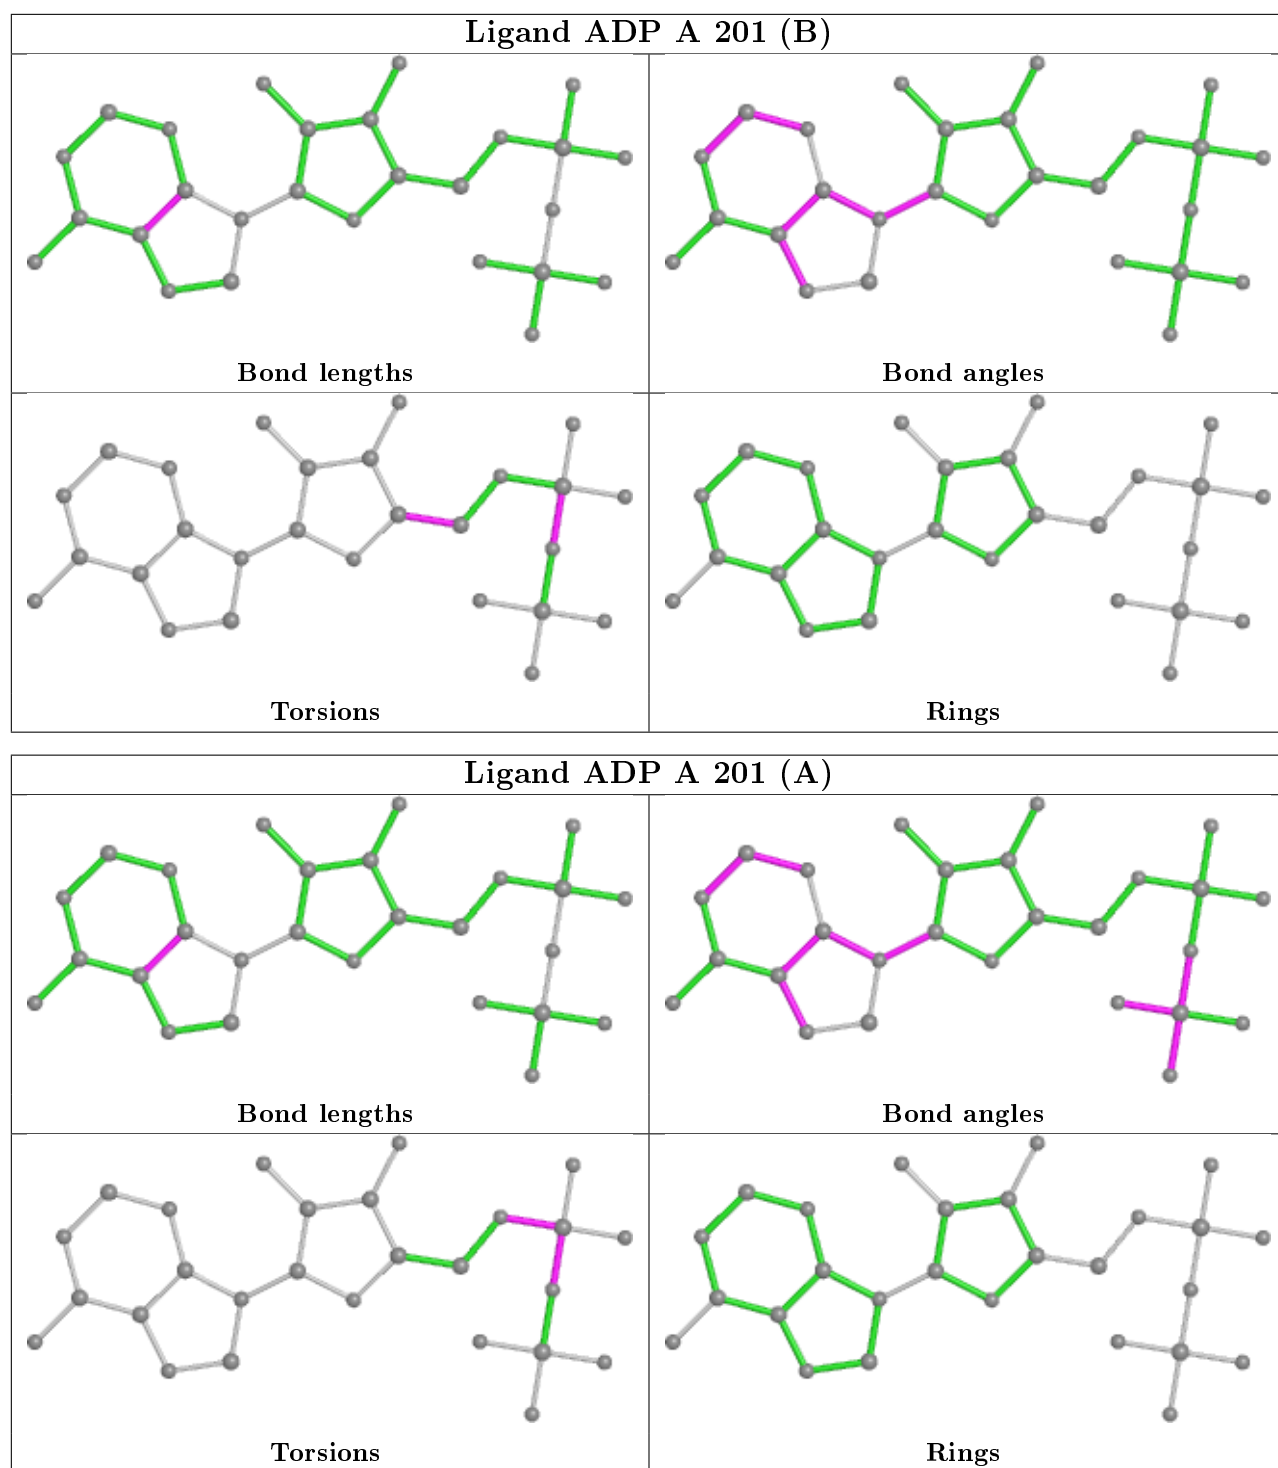 Ligand ADP A 201 (B)
Bond lengths
Bond angles
Torsions
Rings
Ligand ADP A 201 (A)
Bond lengths
Bond angles
Torsions
Rings